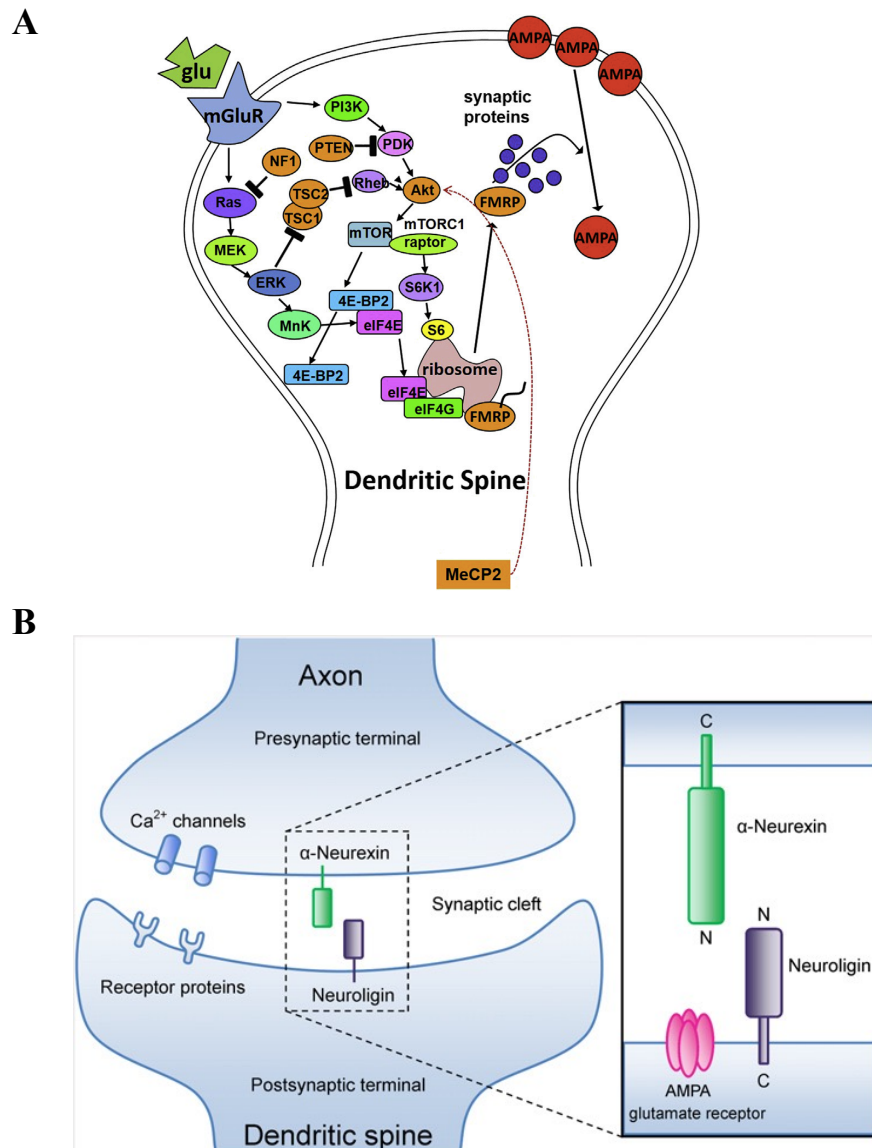 A
glu
mGluR
AMPA
AMPA
AMPA
PI3K
synaptic
proteins
PTEN
PDK
NF1
Rheb
Akt
TSC2
TSC1
Ras
FMRP
mTOR
mTORC1
raptor
AMPA
MEK
ERK
S6K1
4E-BP2
eIF4E
MnK
S6
ribosome
4E-BP2
eIF4E
eIF4G
FMRP
Dendritic Spine
MeCP2
B
Axon
Presynaptic terminal
Ca²⁺ channels
α-Neurexin
Synaptic cleft
Receptor proteins
Neuroligin
Postsynaptic terminal
Dendritic spine
C
α-Neurexin
N
N
Neuroligin
AMPA
glutamate receptor
C